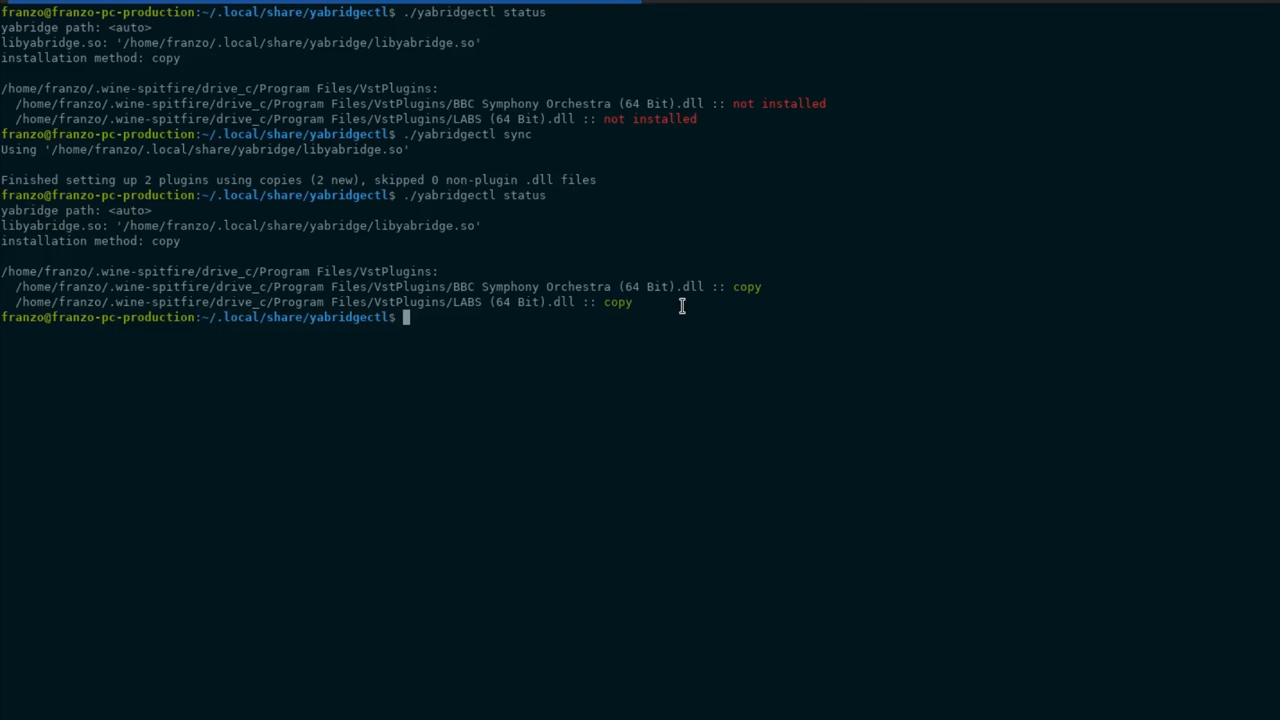 franzo@franzo-pc-production:~/.local/share/yabridgectl$ ./yabridgectl status
yabridge path: <auto>
libyabridge.so: '/home/franzo/.local/share/yabridge/libyabridge.so'
installation method: copy
/home/franzo/.wine-spitfire/drive_c/Program Files/VstPlugins:
  /home/franzo/.wine-spitfire/drive_c/Program Files/VstPlugins/BBC Symphony Orchestra (64 Bit).dll :: not installed
  /home/franzo/.wine-spitfire/drive_c/Program Files/VstPlugins/LABS (64 Bit).dll :: not installed
franzo@franzo-pc-production:~/.local/share/yabridgectl$ ./yabridgectl sync
Using '/home/franzo/.local/share/yabridge/libyabridge.so'
Finished setting up 2 plugins using copies (2 new), skipped 0 non-plugin .dll files
franzo@franzo-pc-production:~/.local/share/yabridgectl$ ./yabridgectl status
yabridge path: <auto>
libyabridge.so: '/home/franzo/.local/share/yabridge/libyabridge.so'
installation method: copy
/home/franzo/.wine-spitfire/drive_c/Program Files/VstPlugins:
  /home/franzo/.wine-spitfire/drive_c/Program Files/VstPlugins/BBC Symphony Orchestra (64 Bit).dll :: copy
  /home/franzo/.wine-spitfire/drive_c/Program Files/VstPlugins/LABS (64 Bit).dll :: copy
franzo@franzo-pc-production:~/.local/share/yabridgectl$